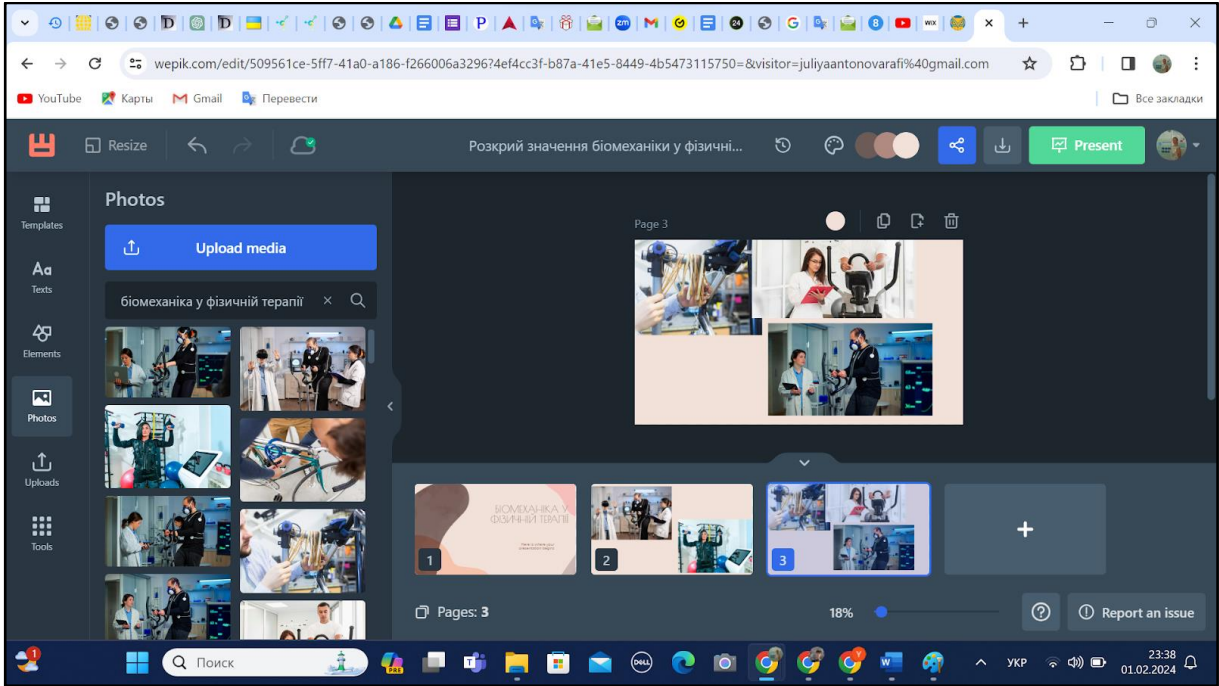 wepik.com/edit/509561ce-5ff7-41a0-a186-f266006a3296?4ef4cc3f-b87a-41e5-8449-4b5473115750=&visitor=juliyaantonovarafi%40gmail.com
YouTube Карты Gmail Перевести Все закладки
Resize Розкрий значення біомеханіки у фізичні... Present
Templates
Texts
Elements
Photos
Uploads
Tools
Photos
Upload media
біомеханіка у фізичній терапії
Page 3
БІОМЕХАНІКА У
ФІЗИЧНІЙ ТЕРАПІЇ
1
2
3
Pages: 3 18% Report an issue
Поиск
УКР
23:38
01.02.2024